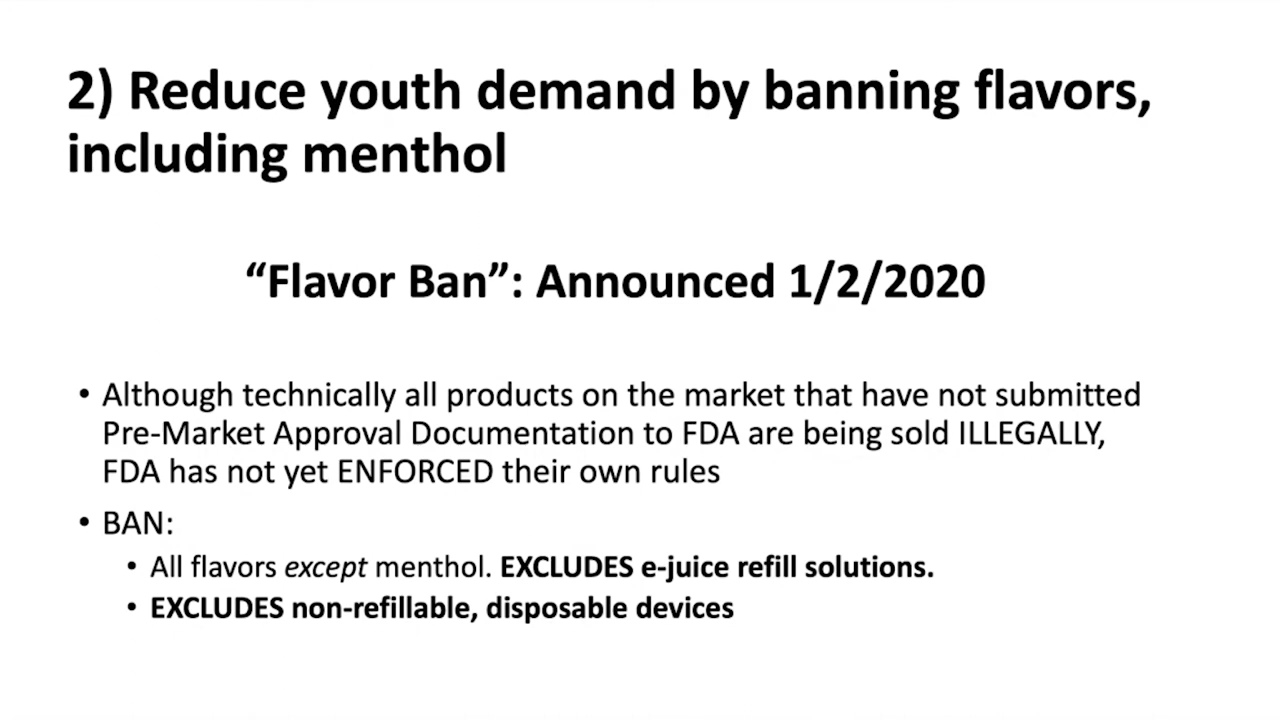 2) Reduce youth demand by banning flavors,
including menthol
“Flavor Ban”: Announced 1/2/2020
• Although technically all products on the market that have not submitted
Pre-Market Approval Documentation to FDA are being sold ILLEGALLY,
FDA has not yet ENFORCED their own rules
• BAN:
• All flavors except menthol. EXCLUDES e-juice refill solutions.
• EXCLUDES non-refillable, disposable devices